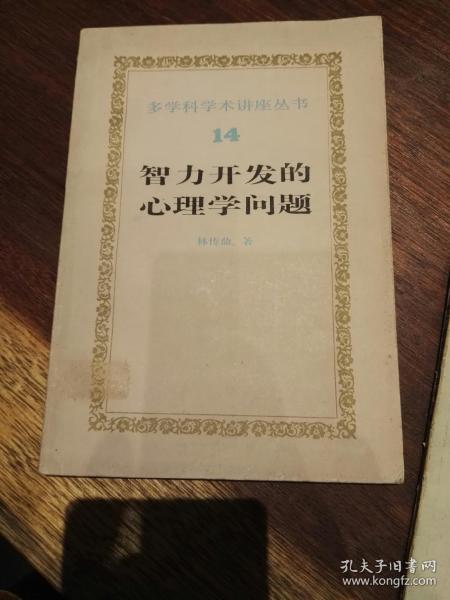 多学科学术讲座丛书
14
智力开发的
心理学问题
林传鼎 著
孔夫子旧书网
www.kongfz.com